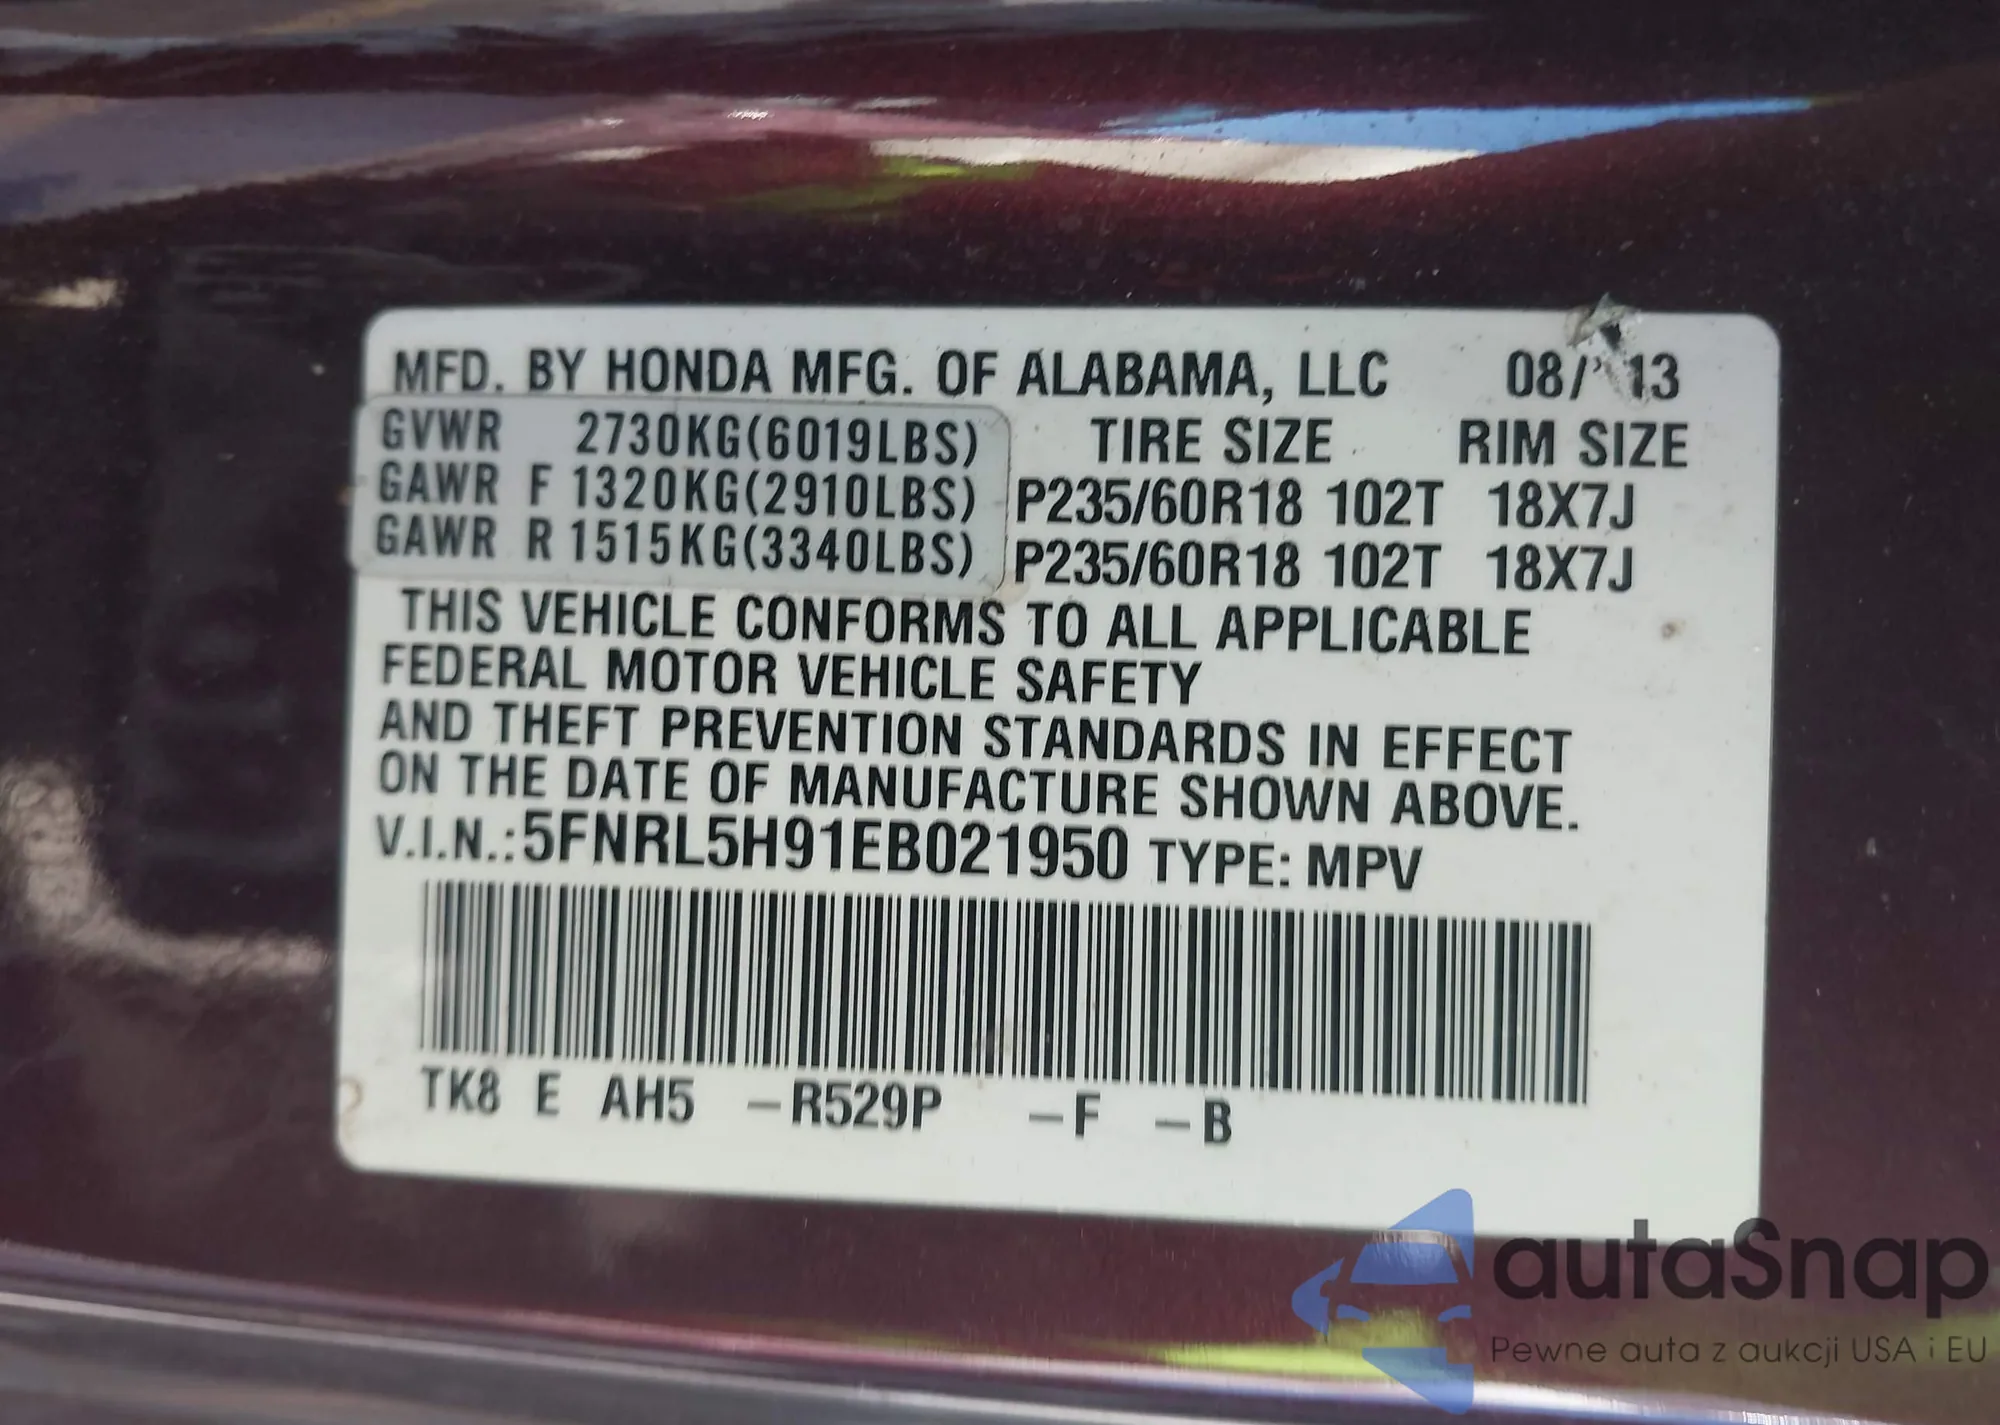 MFD. BY HONDA MFG. OF ALABAMA, LLC 08/13
GVWR 2730KG(6019LBS) TIRE SIZE RIM SIZE
GAWR F 1320KG(2910LBS) P235/60R18 102T 18X7J
GAWR R 1515KG(3340LBS) P235/60R18 102T 18X7J
THIS VEHICLE CONFORMS TO ALL APPLICABLE
FEDERAL MOTOR VEHICLE SAFETY
AND THEFT PREVENTION STANDARDS IN EFFECT
ON THE DATE OF MANUFACTURE SHOWN ABOVE.
V.I.N.:5FNRL5H91EB021950 TYPE: MPV
TK8 E AH5 –R529P –F –B
autaSnap
Pewne auta z aukcji USA i EU